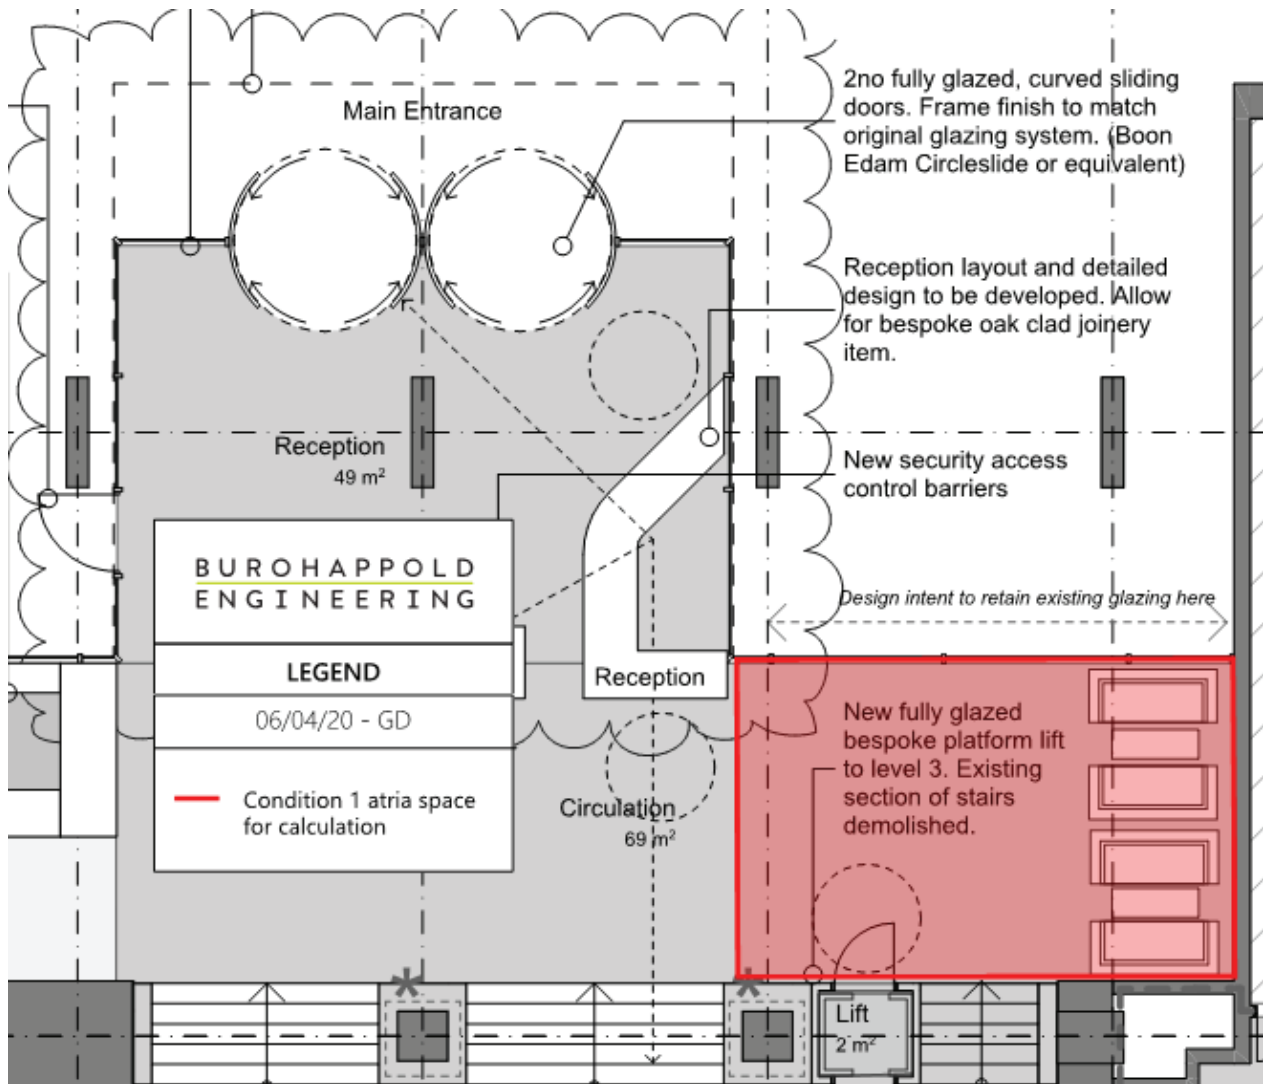 Main Entrance
2no fully glazed, curved sliding
doors. Frame finish to match
original glazing system. (Boon
Edam Circleslide or equivalent)
Reception layout and detailed
design to be developed. Allow
for bespoke oak clad joinery
item.
Reception
49 m²
New security access
control barriers
BUROHAPPOLD
ENGINEERING
Design intent to retain existing glazing here
LEGEND
Reception
06/04/20 - GD
New fully glazed
bespoke platform lift
to level 3. Existing
section of stairs
demolished.
Condition 1 atria space
for calculation
Circulation
69 m²
*
*
Lift
2 m²